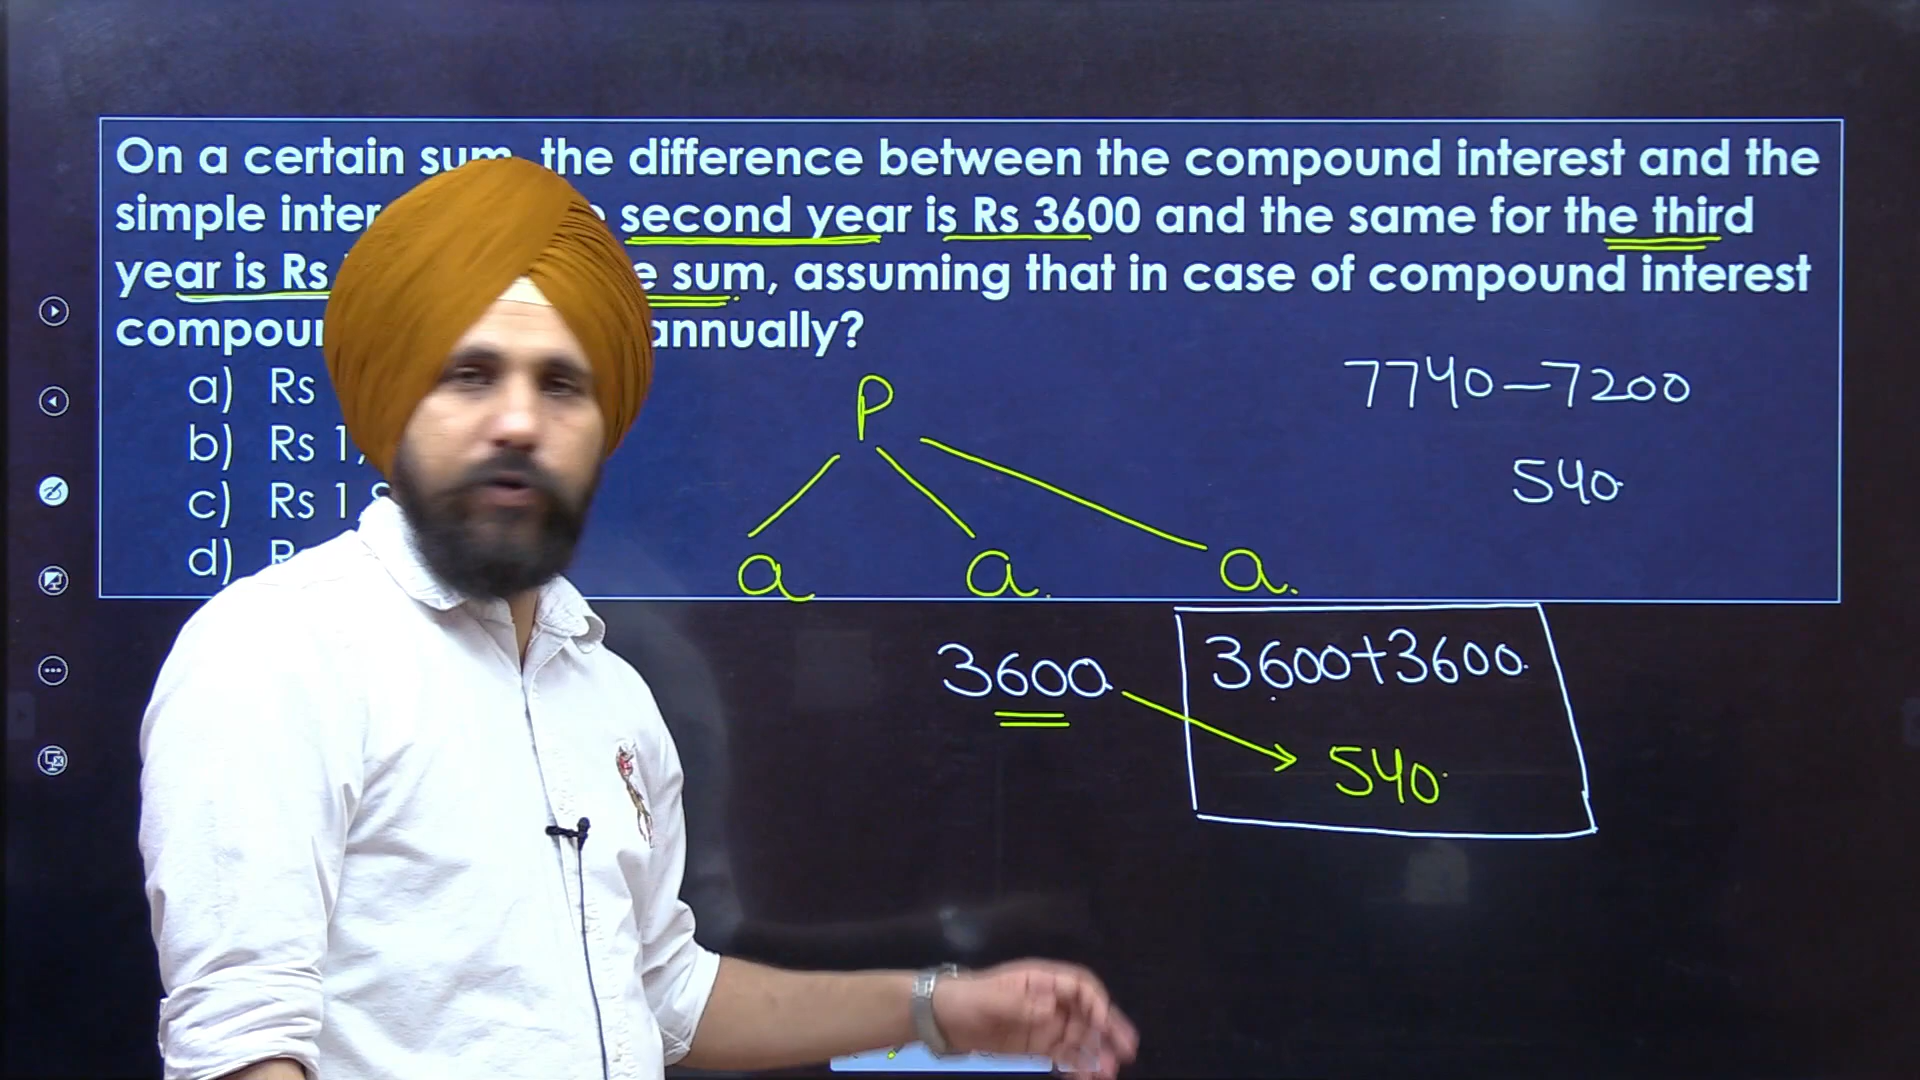 On a certain sum, the difference between the compound interest and the
simple second year is Rs 3600 and the same for the third
year is Rs sum, assuming that in case of compound interest
annually?
a) Rs
b) Rs 1,
c) Rs 1
d)
7740-7200
540
P
a a a
3600 3600+3600
540